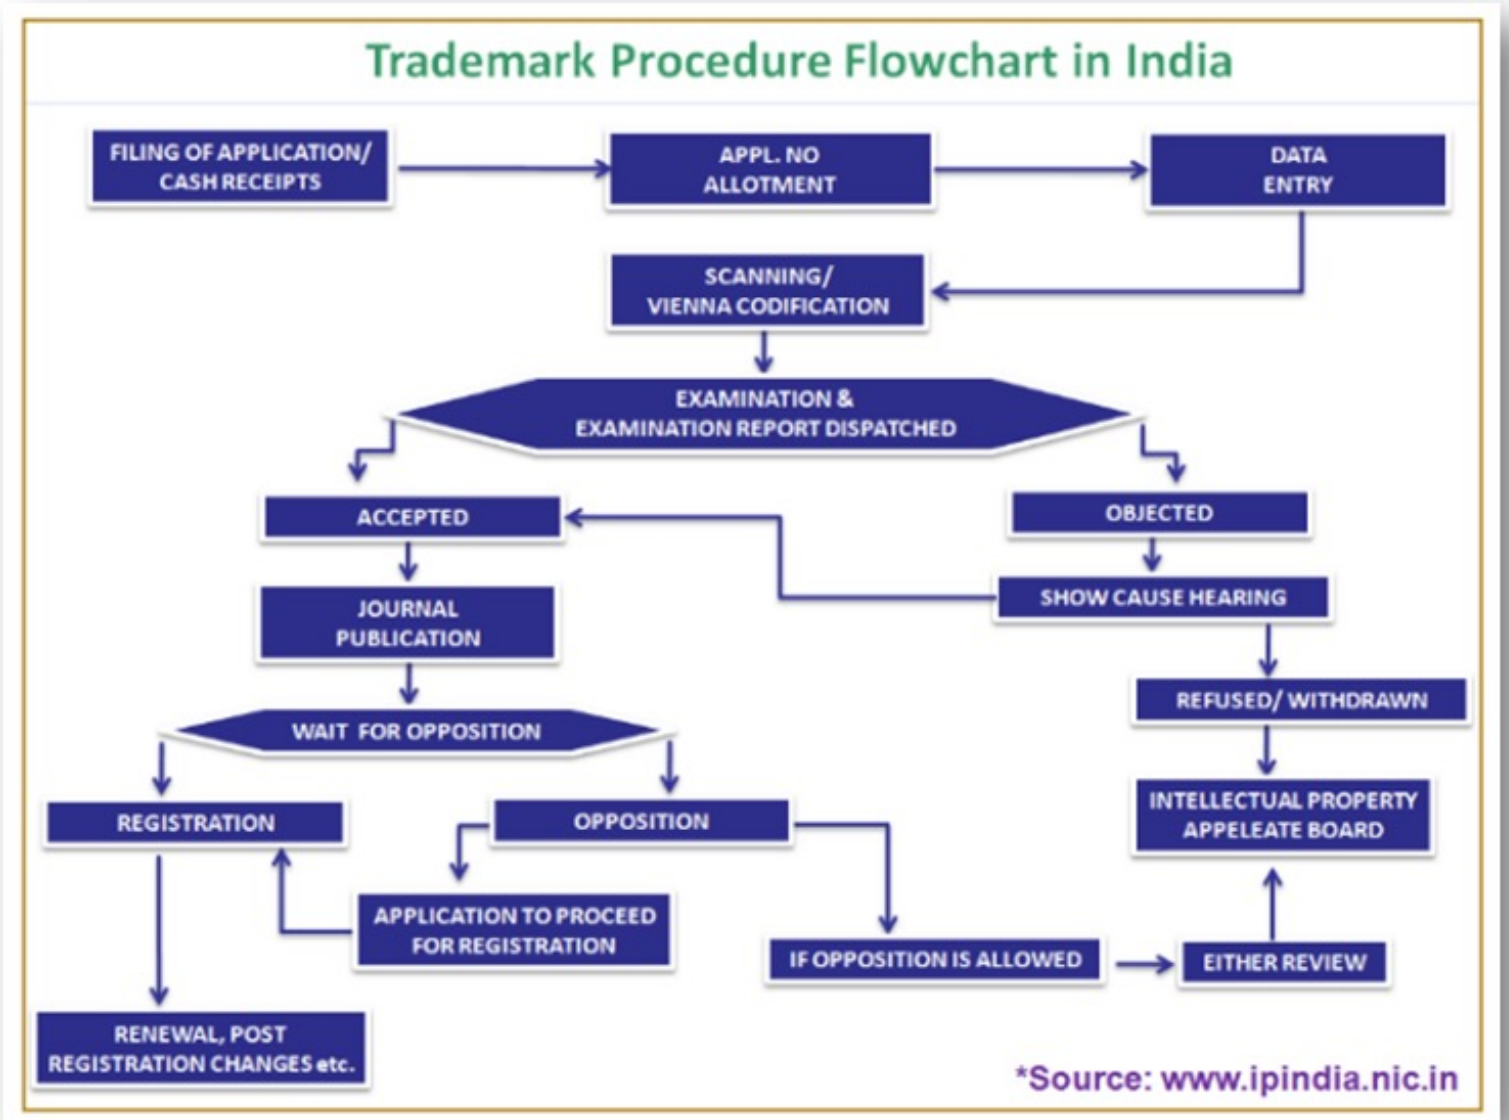 Trademark Procedure Flowchart in India
FILING OF APPLICATION/
CASH RECEIPTS
APPL. NO
ALLOTMENT
DATA
ENTRY
SCANNING/
VIENNA CODIFICATION
EXAMINATION &
EXAMINATION REPORT DISPATCHED
ACCEPTED
OBJECTED
JOURNAL
PUBLICATION
SHOW CAUSE HEARING
REFUSED/ WITHDRAWN
WAIT FOR OPPOSITION
INTELLECTUAL PROPERTY
APPELEATE BOARD
REGISTRATION
OPPOSITION
APPLICATION TO PROCEED
FOR REGISTRATION
IF OPPOSITION IS ALLOWED
EITHER REVIEW
RENEWAL, POST
REGISTRATION CHANGES etc.
*Source: www.ipindia.nic.in